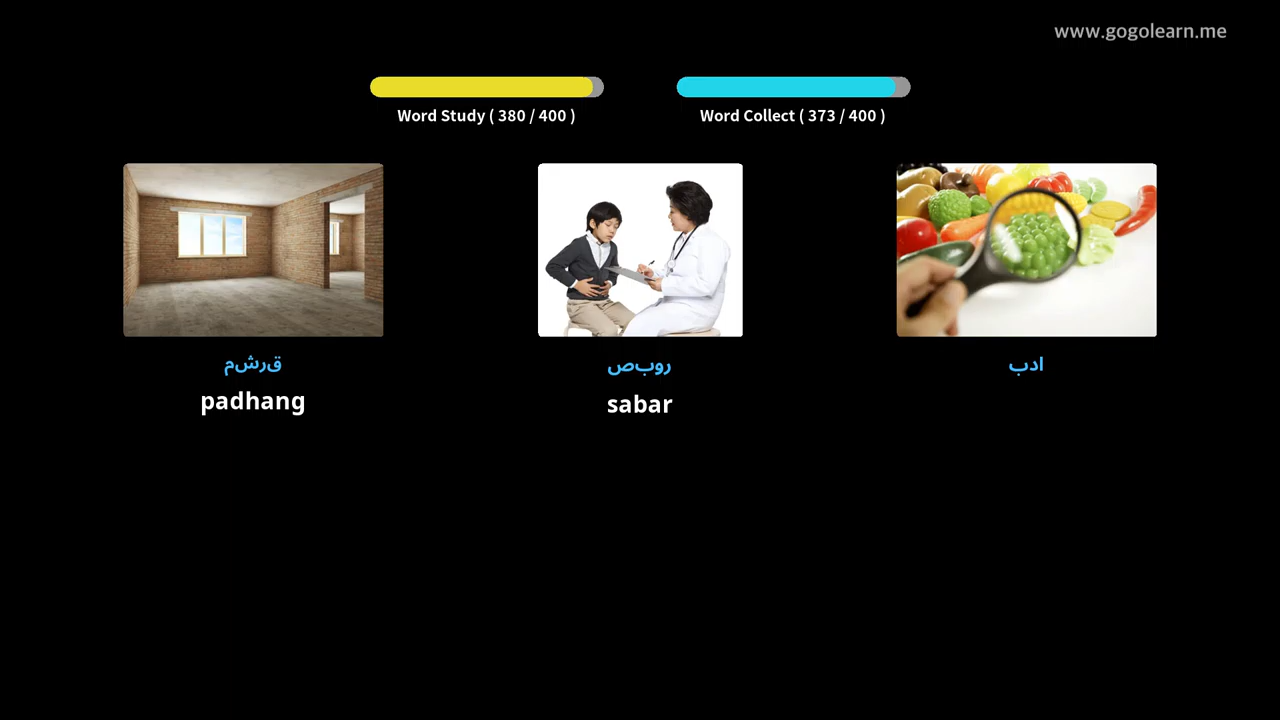 www.gogolearn.me
Word Study ( 380 / 400 )
Word Collect ( 373 / 400 )
قرشم
padhang
روبص
sabar
ادب